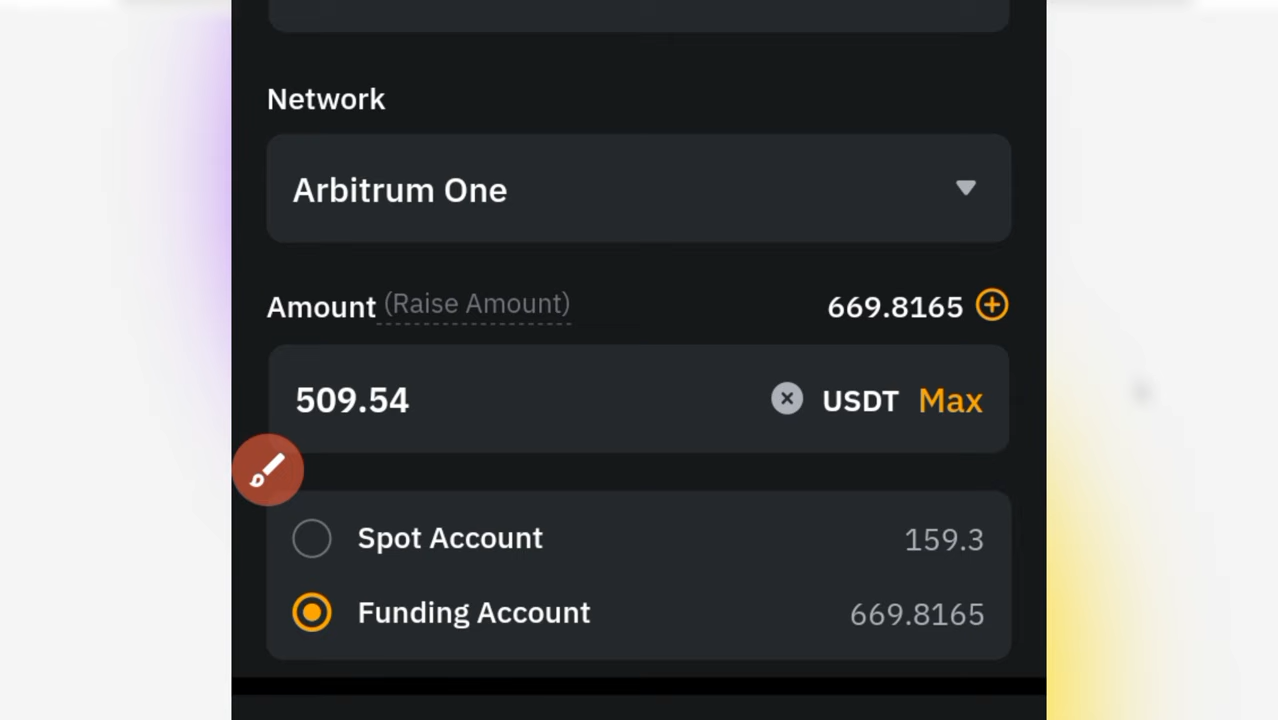 Network
Arbitrum One
Amount (Raise Amount) 669.8165
509.54 USDT Max
Spot Account 159.3
Funding Account 669.8165